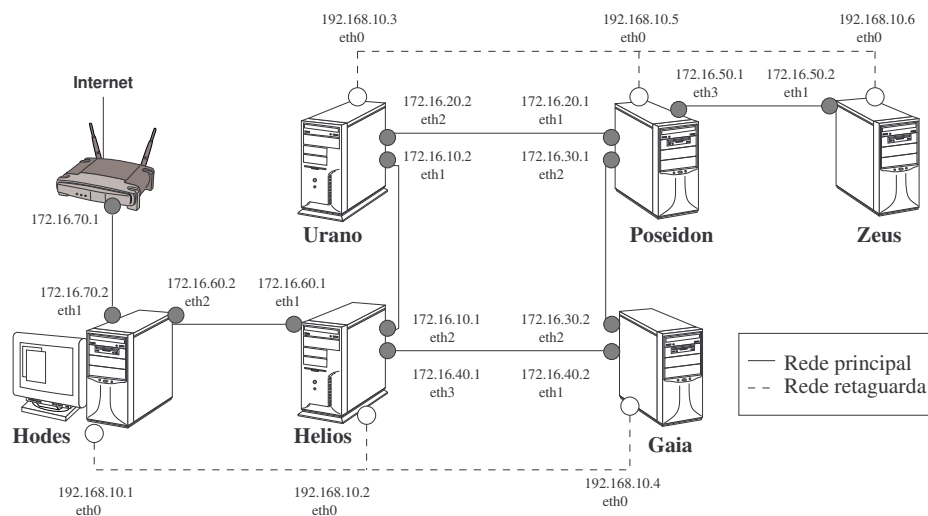 192.168.10.3
eth0
192.168.10.5
eth0
192.168.10.6
eth0
Internet
172.16.50.1
eth3
172.16.50.2
eth1
172.16.20.2
eth2
172.16.20.1
eth1
172.16.10.2
eth1
172.16.30.1
eth2
172.16.70.1
Urano
Poseidon
Zeus
172.16.70.2
eth1
172.16.60.2
eth2
172.16.60.1
eth1
172.16.10.1
eth2
172.16.30.2
eth2
172.16.40.1
eth3
172.16.40.2
eth1
Rede principal
Rede retaguarda
Hodes
Helios
Gaia
192.168.10.1
eth0
192.168.10.2
eth0
192.168.10.4
eth0